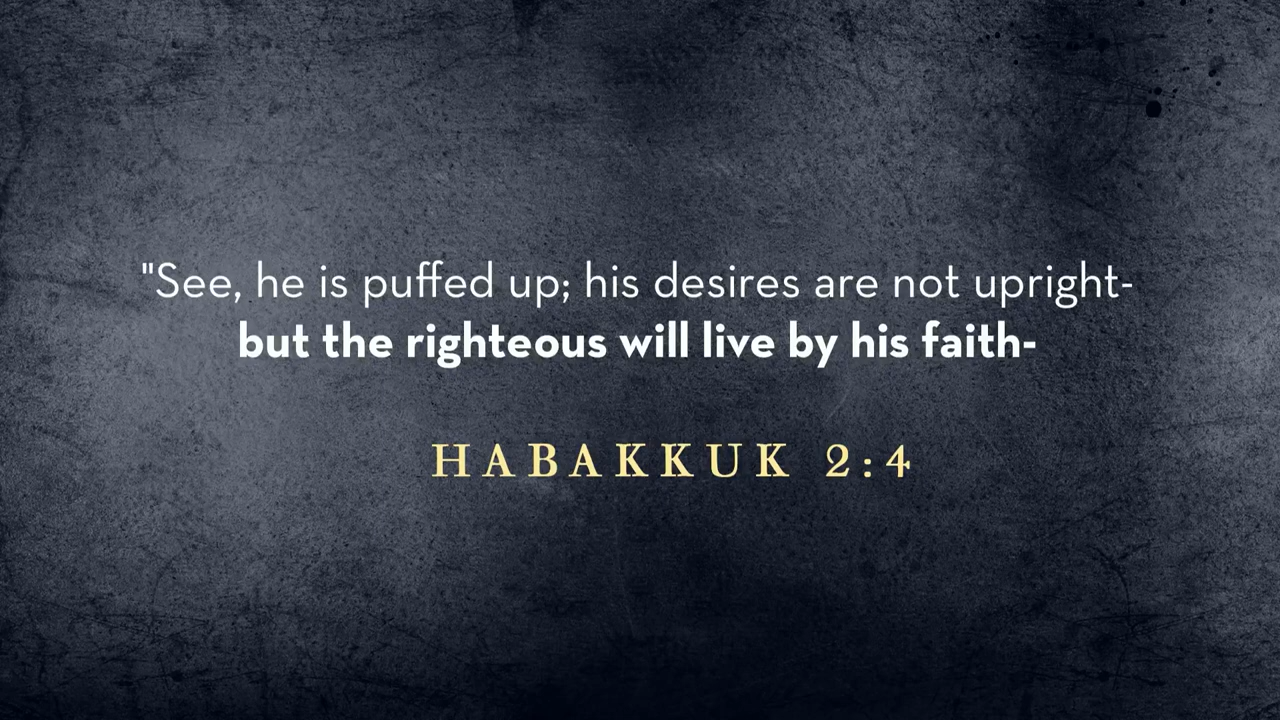 "See, he is puffed up; his desires are not upright-
but the righteous will live by his faith-
HABAKKUK 2:4